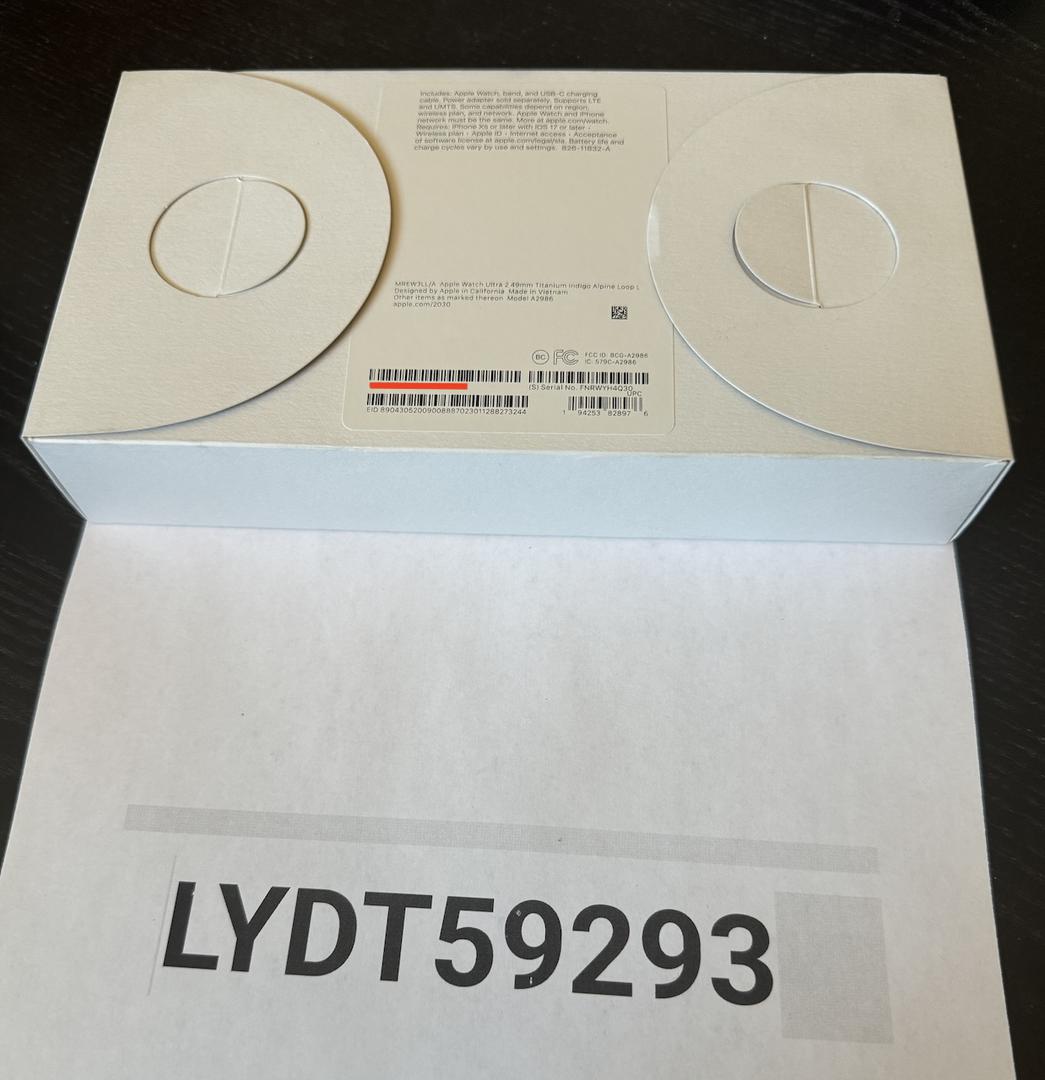 Includes: Apple Watch, band, and USB-C charging
cable. Power adapter sold separately. Supports LTE
and UMTS. Some capabilities depend on region,
wireless plan, and network. Apple Watch and iPhone
network must be the same. More at apple.com/watch.
Requires: iPhone Xs or later with iOS 17 or later •
Wireless plan • Apple ID • Internet access • Acceptance
of software license at apple.com/legal/sla. Battery life and
charge cycles vary by use and settings. 826-11832-A
MREW3LL/A Apple Watch Ultra 2 49mm Titanium Indigo Alpine Loop L
Designed by Apple in California Made in Vietnam
Other items as marked thereon Model A2986
apple.com/2030
BC FC FCC ID: BCG-A2986
IC: 579C-A2986
(S) Serial No. FNRWYH4Q30
UPC
EID 89043052009008887023011288273244
1 94253 82897 6
LYDT59293